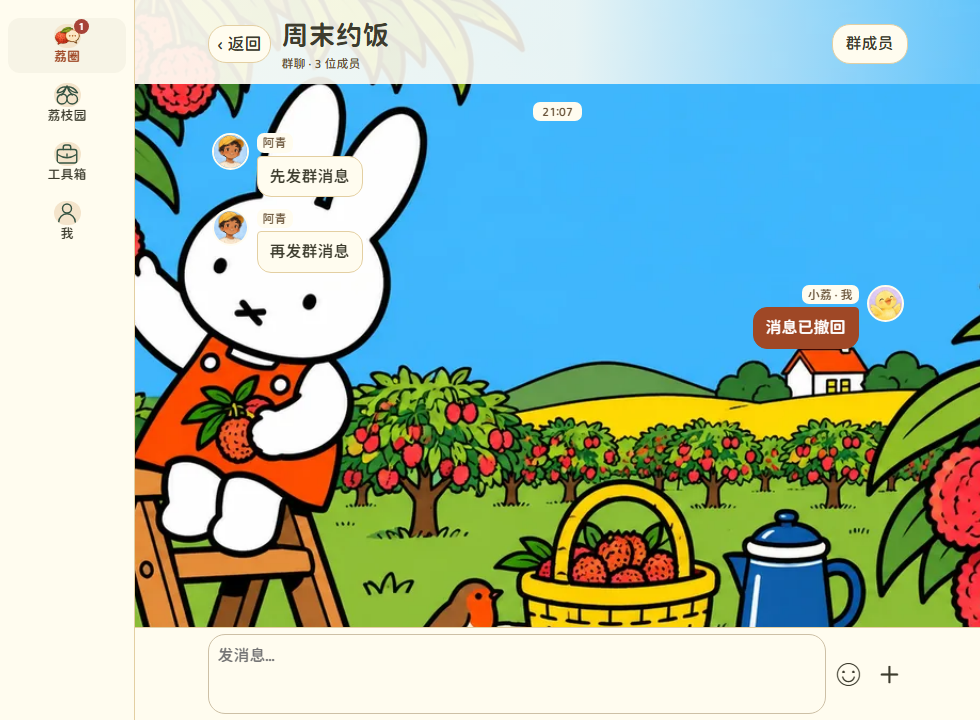 1
荔圈
荔枝园
工具箱
我
‹ 返回
周末约饭
群聊 · 3 位成员
群成员
21:07
阿青
先发群消息
阿青
再发群消息
小荔 · 我
消息已撤回
发消息…